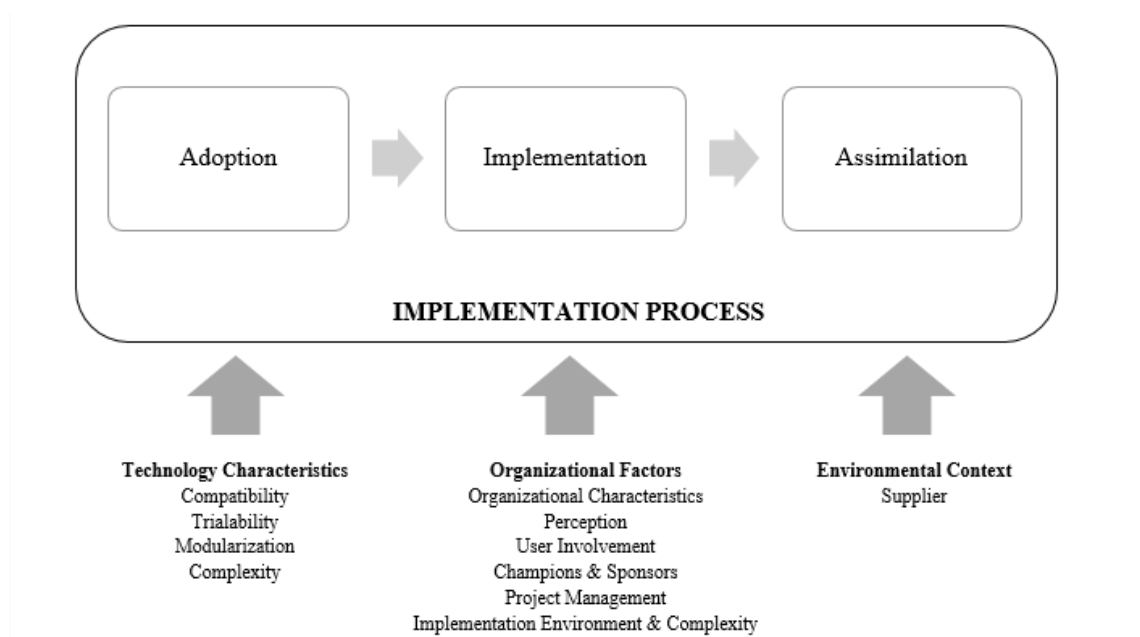 Adoption
Implementation
Assimilation
IMPLEMENTATION PROCESS
Technology Characteristics
Compatibility
Trialability
Modularization
Complexity
Organizational Factors
Organizational Characteristics
Perception
User Involvement
Champions & Sponsors
Project Management
Implementation Environment & Complexity
Environmental Context
Supplier